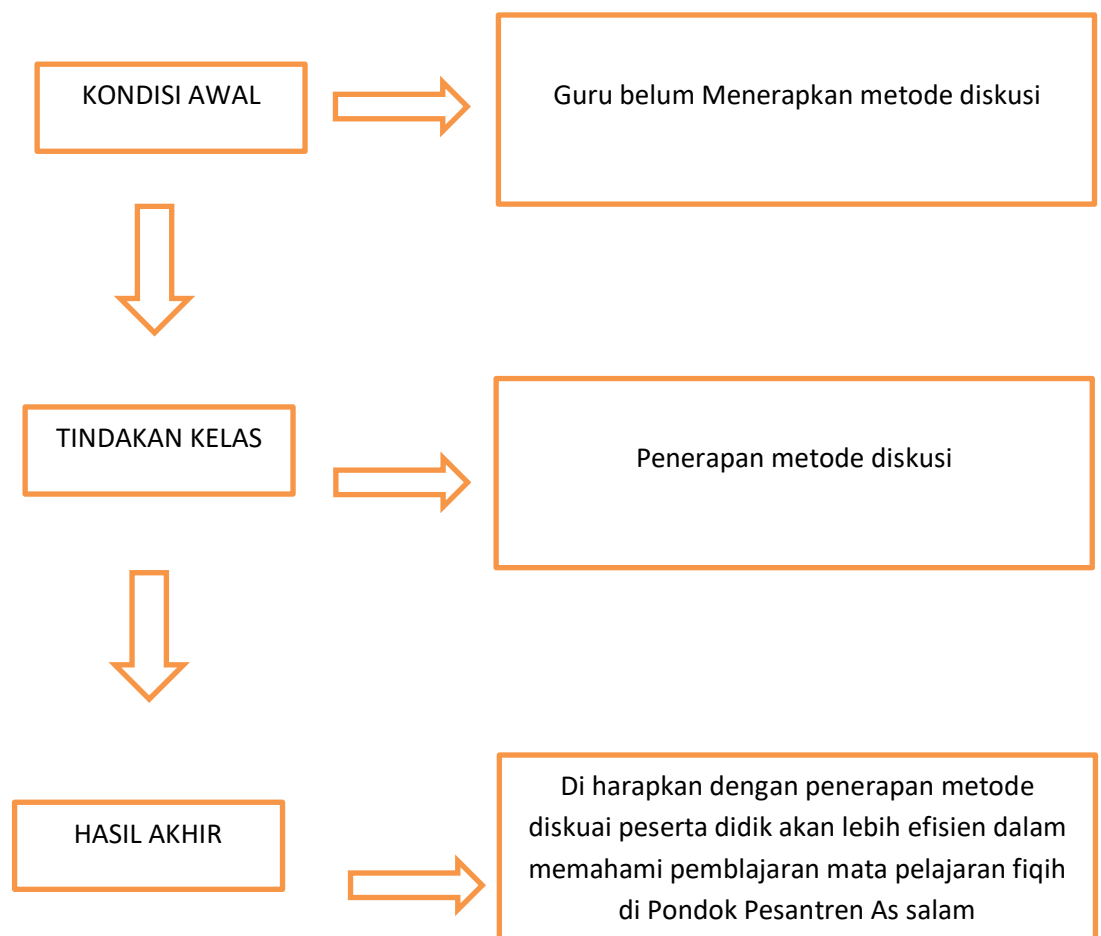 KONDISI AWAL
Guru belum Menerapkan metode diskusi
TINDAKAN KELAS
Penerapan metode diskusi
HASIL AKHIR
Di harapkan dengan penerapan metode
diskuai peserta didik akan lebih efisien dalam
memahami pemblajaran mata pelajaran fiqih
di Pondok Pesantren As salam